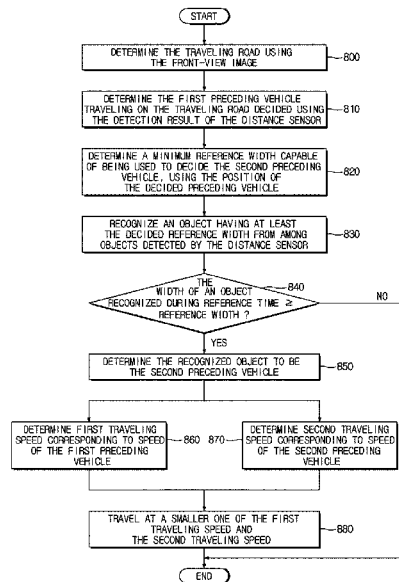 START
DETERMINE THE TRAVELING ROAD USING
THE FRONT-VIEW IMAGE
800
DETERMINE THE FIRST PRECEDING VEHICLE
TRAVELING ON THE TRAVELING ROAD DECIDED USING
THE DETECTION RESULT OF THE DISTANCE SENSOR
810
DETERMINE A MINIMUM REFERENCE WIDTH CAPABLE
OF BEING USED TO DECIDE THE SECOND PRECEDING
VEHICLE, USING THE POSITION OF
THE DECIDED PRECEDING VEHICLE
820
RECOGNIZE AN OBJECT HAVING AT LEAST
THE DECIDED REFERENCE WIDTH FROM AMONG
OBJECTS DETECTED BY THE DISTANCE SENSOR
830
840
THE
WIDTH OF AN OBJECT
RECOGNIZED DURING REFERENCE TIME ≥
REFERENCE WIDTH ?
NO
YES
DETERMINE THE RECOGNIZED OBJECT TO BE
THE SECOND PRECEDING VEHICLE
850
DETERMINE FIRST TRAVELING
SPEED CORRESPONDING TO SPEED
OF THE FIRST PRECEDING
VEHICLE
860
870
DETERMINE SECOND TRAVELING
SPEED CORRESPONDING TO SPEED
OF THE SECOND PRECEDING
VEHICLE
TRAVEL AT A SMALLER ONE OF THE FIRST
TRAVELING SPEED AND
THE SECOND TRAVELING SPEED
880
END